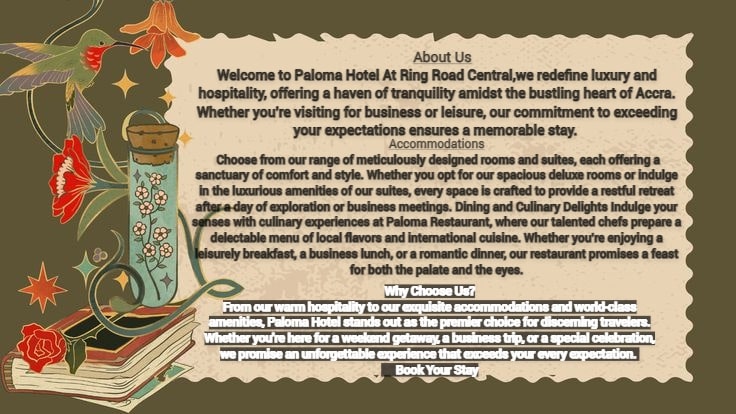 About Us
Welcome to Paloma Hotel At Ring Road Central,we redefine luxury and
hospitality, offering a haven of tranquility amidst the bustling heart of Accra.
Whether you're visiting for business or leisure, our commitment to exceeding
your expectations ensures a memorable stay.
Accommodations
Choose from our range of meticulously designed rooms and suites, each offering a
sanctuary of comfort and style. Whether you opt for our spacious deluxe rooms or indulge
in the luxurious amenities of our suites, every space is crafted to provide a restful retreat
after a day of exploration or business meetings. Dining and Culinary Delights Indulge your
senses with culinary experiences at Paloma Restaurant, where our talented chefs prepare a
delectable menu of local flavors and international cuisine. Whether you're enjoying a
leisurely breakfast, a business lunch, or a romantic dinner, our restaurant promises a feast
for both the palate and the eyes.
Why Choose Us?
From our warm hospitality to our exquisite accommodations and world-class
amenities, Paloma Hotel stands out as the premier choice for discerning travelers.
Whether you're here for a weekend getaway, a business trip, or a special celebration,
we promise an unforgettable experience that exceeds your every expectation.
Book Your Stay